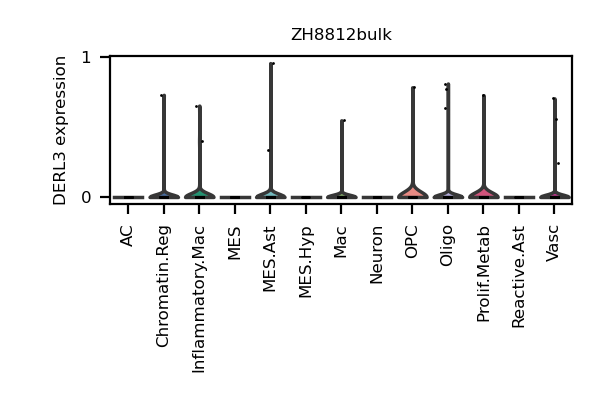 ZH8812bulk
DERL3 expression
1
0
AC
Chromatin.Reg
Inflammatory.Mac
MES
MES.Ast
MES.Hyp
Mac
Neuron
OPC
Oligo
Prolif.Metab
Reactive.Ast
Vasc